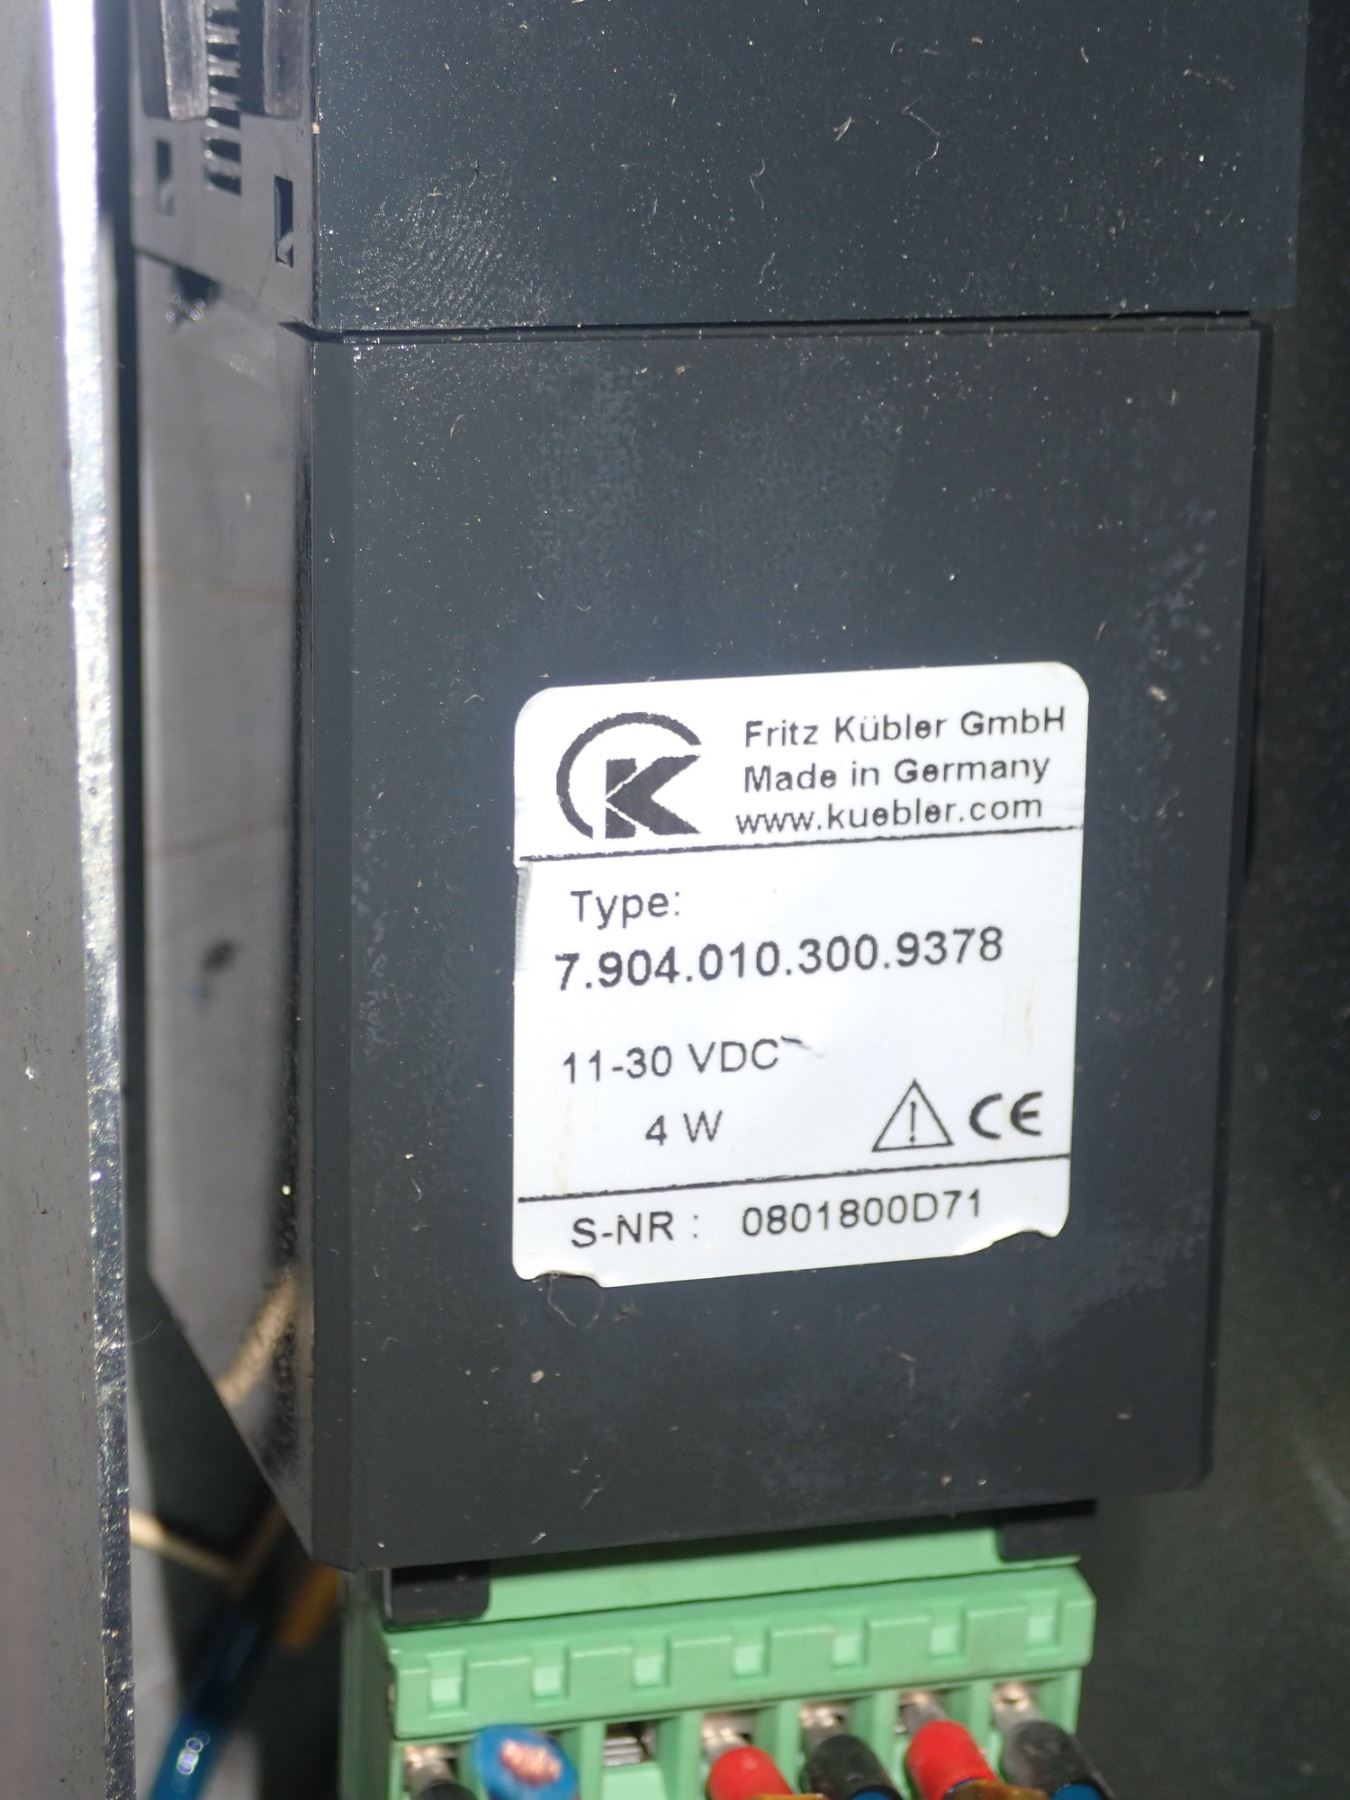 Fritz Kübler GmbH
Made in Germany
www.kuebler.com
Type:
7.904.010.300.9378
11-30 VDC
4 W
CE
S-NR : 0801800D71